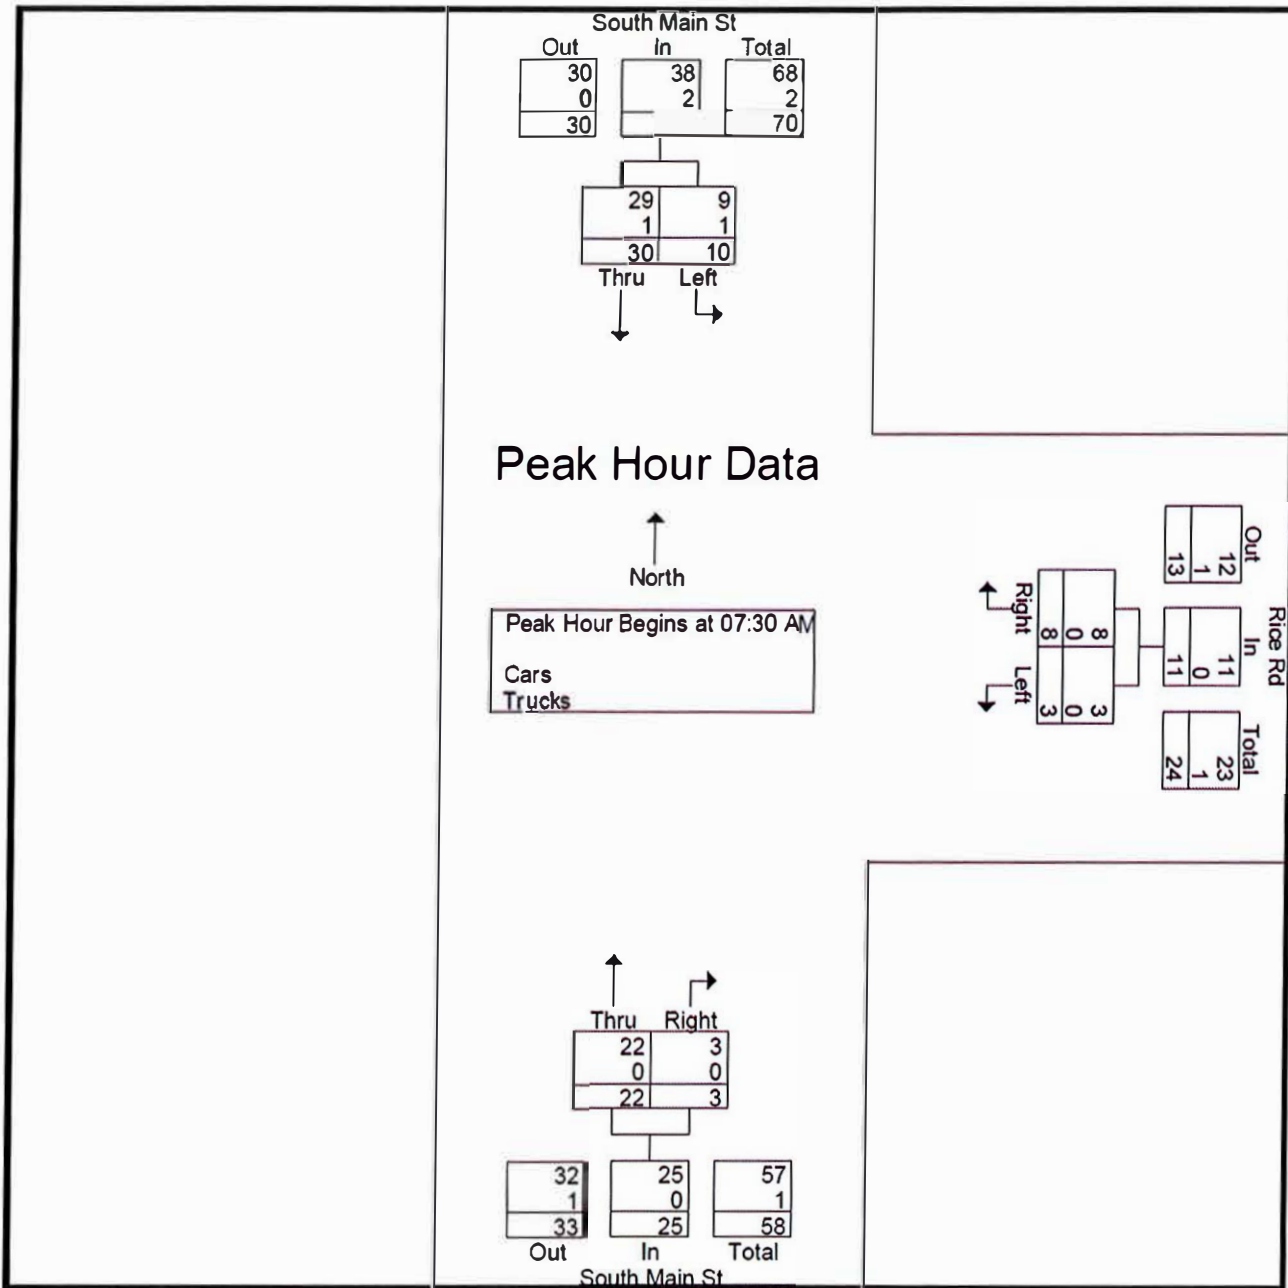 South Main St
Out In Total
30 38 68
0 2 2
30 70
29 9
1 1
30 10
Thru Left
Peak Hour Data
North
Peak Hour Begins at 07:30 AM
Cars
Trucks
Rice Rd
Out In Total
12 11 23
1 0 1
13 11 24
8 3
0 0
8 3
Right Left
Thru Right
22 3
0 0
22 3
32 25 57
1 0 1
33 25 58
Out In Total
South Main St